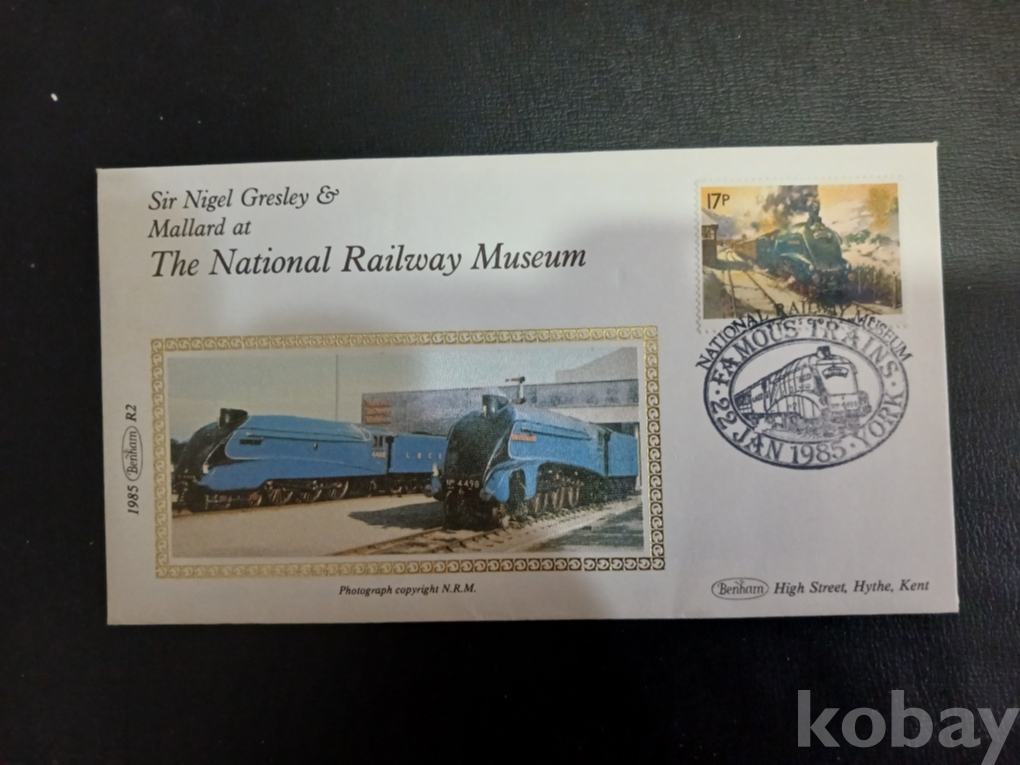 Sir Nigel Gresley &
Mallard at
The National Railway Museum
17P
NATIONAL RAILWAY MUSEUM
FAMOUS TRAINS
22 JAN 1985 · YORK
1985 Benham R2
4498
Photograph copyright N.R.M.
Benham High Street, Hythe, Kent
kobay